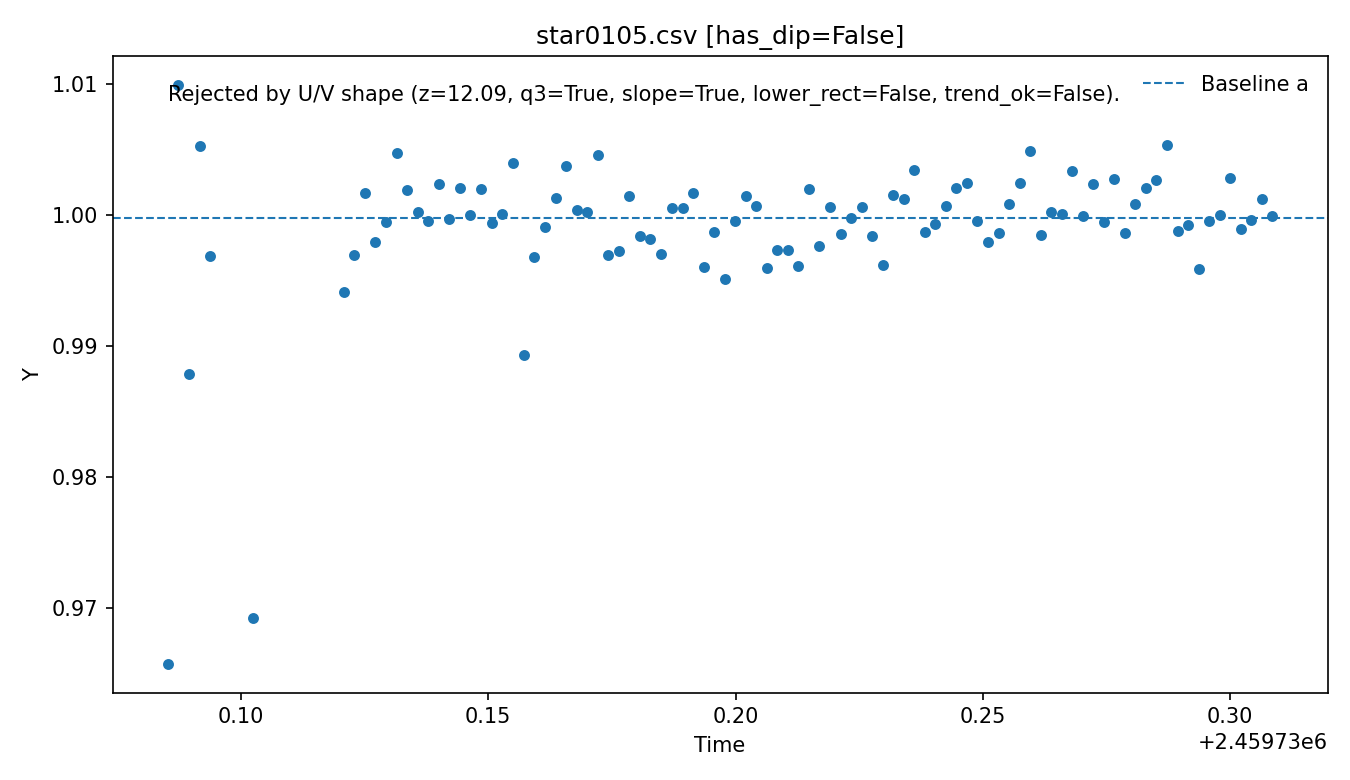 star0105.csv [has_dip=False]
Rejected by U/V shape (z=12.09, q3=True, slope=True, lower_rect=False, trend_ok=False).
Baseline a
1.01
1.00
0.99
0.98
0.97
Y
0.10 0.15 0.20 0.25 0.30
Time
+2.45973e6